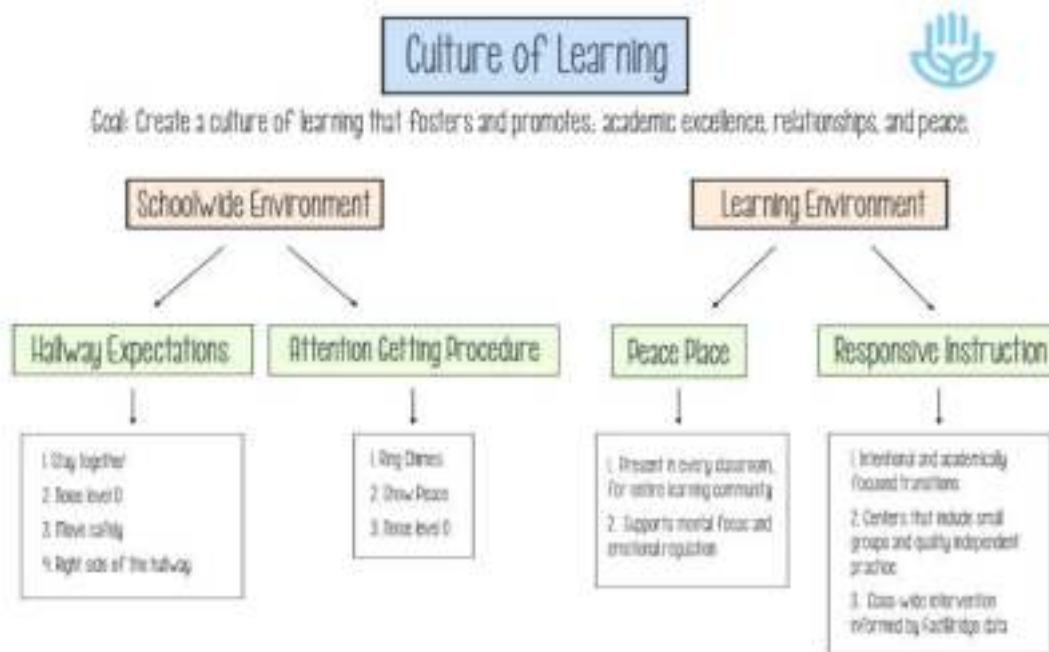 Culture of Learning
Goal: Create a culture of learning that fosters and promotes: academic excellence, relationships, and peace.
Schoolwide Environment
Learning Environment
Hallway Expectations
Attention Getting Procedure
Peace Place
Responsive Instruction
1. Stay together
2. Noise level 0
3. Move safely
4. Right side of the hallway
1. Ring Chimes
2. Show Peace
3. Noise level 0
1. Present in every classroom,
for entire learning community
2. Supports mental focus and
emotional regulation
1. Intentional and academically
focused transitions
2. Centers that include small
groups and quality independent
practice
3. Class-wide intervention
informed by FastBridge data